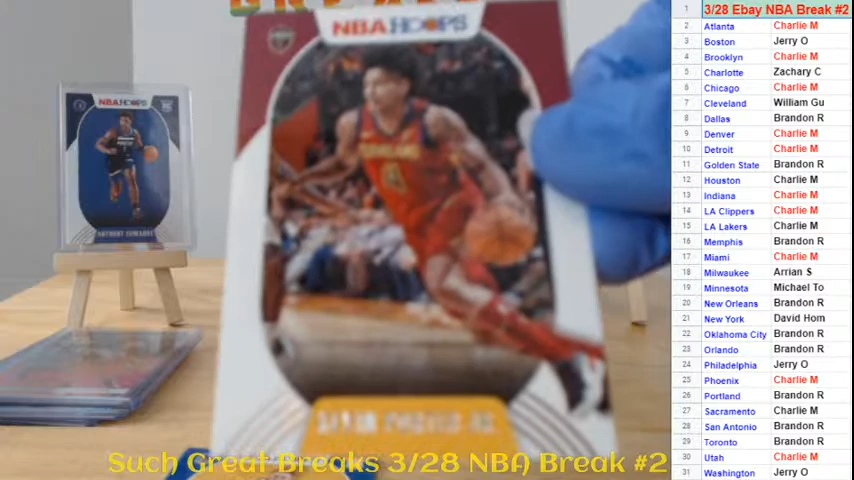 NBA HOOPS
NBA HOOPS
ANTHONY EDWARDS
4
Such Great Breaks 3/28 NBA Break #2
1 3/28 Ebay NBA Break #2
2 Atlanta Charlie M
3 Boston Jerry O
4 Brooklyn Charlie M
5 Charlotte Zachary C
6 Chicago Charlie M
7 Cleveland William Gu
8 Dallas Brandon R
9 Denver Charlie M
10 Detroit Charlie M
11 Golden State Brandon R
12 Houston Charlie M
13 Indiana Charlie M
14 LA Clippers Charlie M
15 LA Lakers Charlie M
16 Memphis Brandon R
17 Miami Charlie M
18 Milwaukee Arrian S
19 Minnesota Michael To
20 New Orleans Brandon R
21 New York David Hom
22 Oklahoma City Brandon R
23 Orlando Brandon R
24 Philadelphia Jerry O
25 Phoenix Charlie M
26 Portland Brandon R
27 Sacramento Charlie M
28 San Antonio Brandon R
29 Toronto Brandon R
30 Utah Charlie M
31 Washington Jerry O